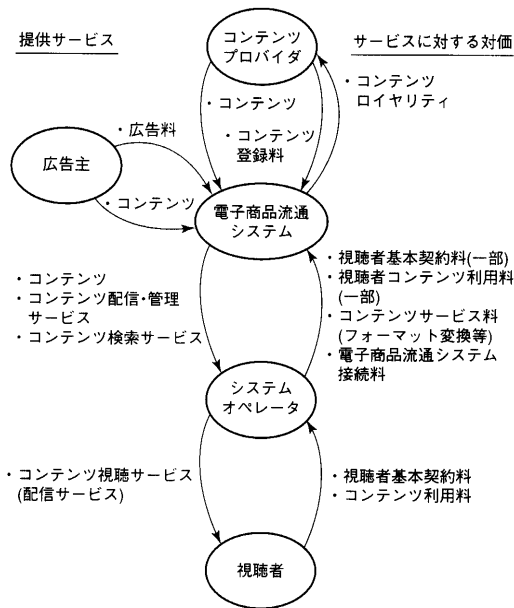 提供サービス
サービスに対する対価
コンテンツ
プロバイダ
・コンテンツ
ロイヤリティ
・コンテンツ
・コンテンツ
登録料
・広告料
広告主
・コンテンツ
電子商品流通
システム
・コンテンツ
・コンテンツ配信・管理
サービス
・コンテンツ検索サービス
・視聴者基本契約料(一部)
・視聴者コンテンツ利用料
(一部)
・コンテンツサービス料
(フォーマット変換等)
・電子商品流通システム
接続料
システム
オペレータ
・コンテンツ視聴サービス
(配信サービス)
・視聴者基本契約料
・コンテンツ利用料
視聴者